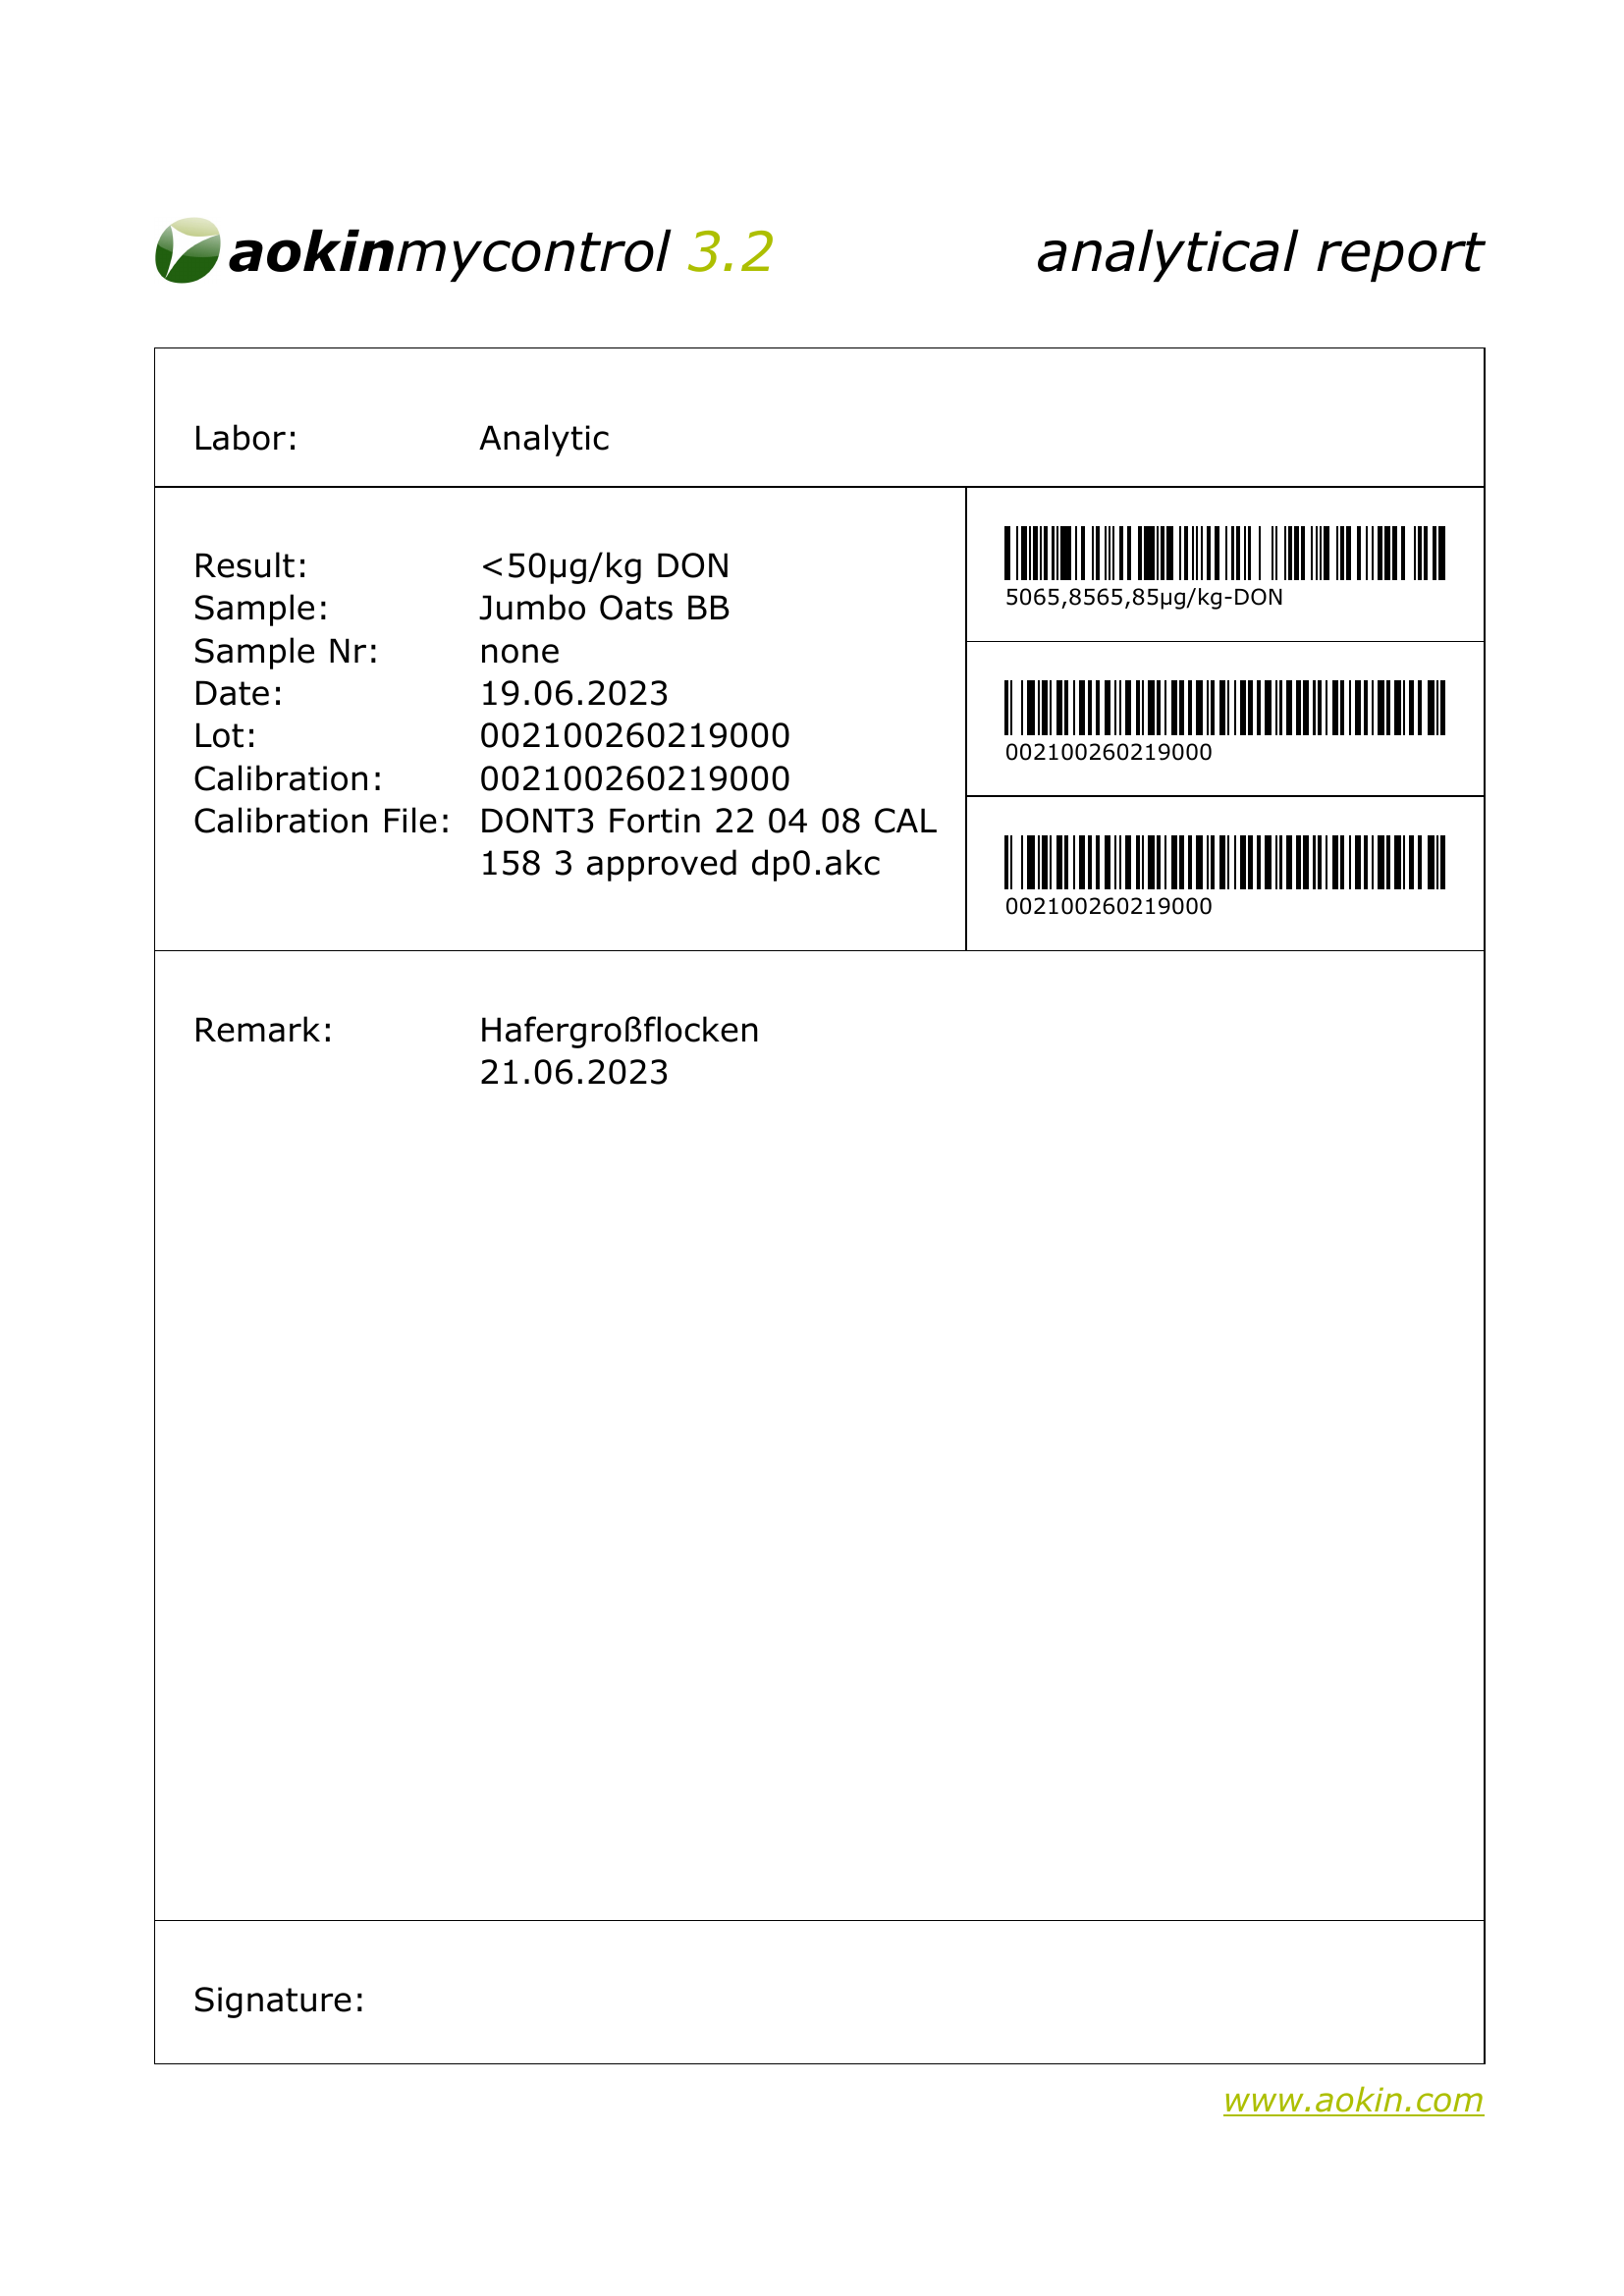 aokinmycontrol 3.2
analytical report
Labor: Analytic
Result: <50µg/kg DON
Sample: Jumbo Oats BB
Sample Nr: none
Date: 19.06.2023
Lot: 002100260219000
Calibration: 002100260219000
Calibration File: DONT3 Fortin 22 04 08 CAL
158 3 approved dp0.akc
5065,8565,85µg/kg-DON
002100260219000
002100260219000
Remark: Hafergroßflocken
21.06.2023
Signature:
www.aokin.com